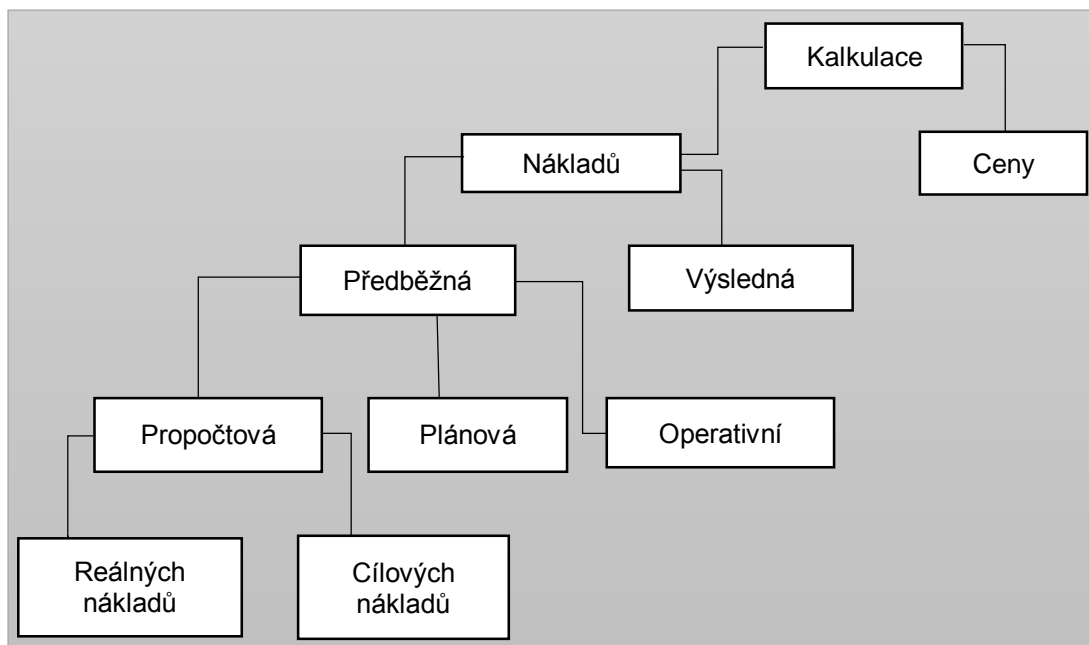 Kalkulace
Nákladů
Ceny
Předběžná
Výsledná
Propočtová
Plánová
Operativní
Reálných
nákladů
Cílových
nákladů